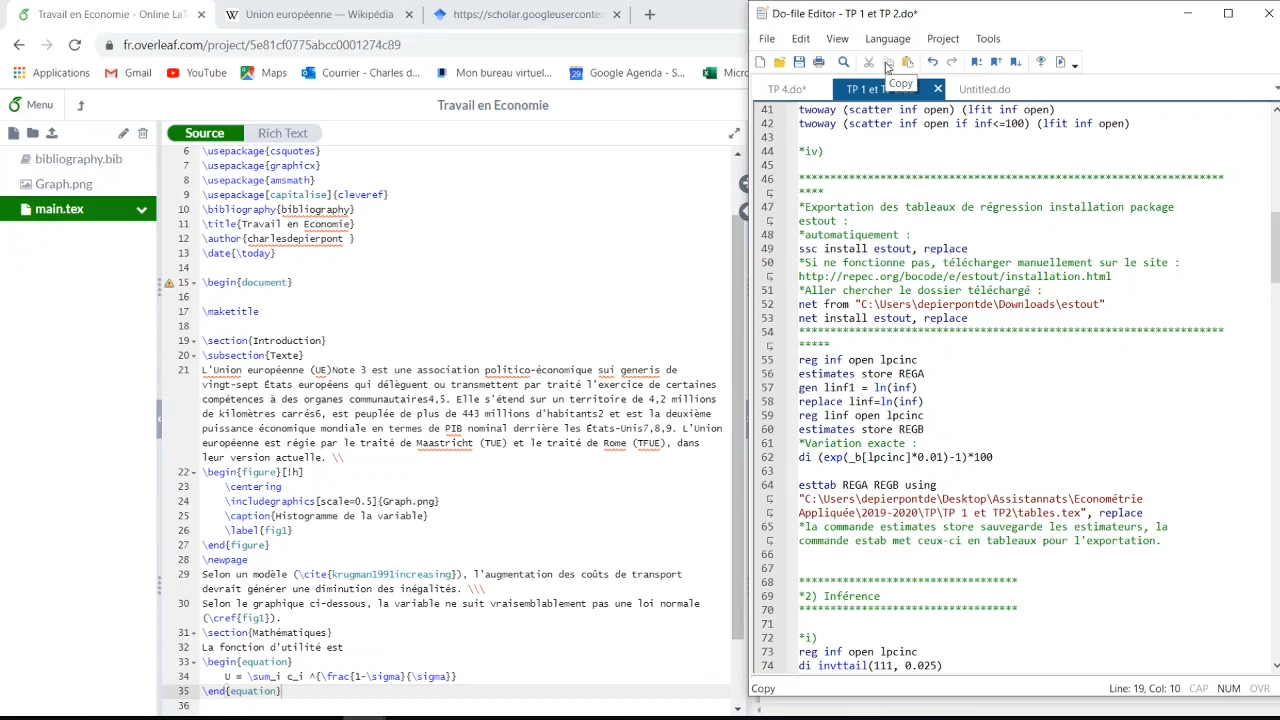 Travail en Economie - Online LaTe
Union européenne — Wikipédia
https://scholar.googleusercontent
fr.overleaf.com/project/5e81cf0775abcc0001274c89
Applications
Gmail
YouTube
Maps
Courrier - Charles d...
Mon bureau virtuel...
Google Agenda - S...
Micro
Menu
Travail en Economie
Source
Rich Text
bibliography.bib
Graph.png
main.tex
6 \usepackage{csquotes}
7 \usepackage{graphicx}
8 \usepackage{amsmath}
9 \usepackage[capitalise]{cleveref}
10 \bibliography{bibliography}
11 \title{Travail en Economie}
12 \author{charlesdepierpont }
13 \date{\today}
14
15 \begin{document}
16
17 \maketitle
18
19 \section{Introduction}
20 \subsection{Texte}
21 L'Union européenne (UE)Note 3 est une association politico-économique sui generis de
vingt-sept États européens qui délèguent ou transmettent par traité l'exercice de certaines
compétences à des organes communautaires4,5. Elle s'étend sur un territoire de 4,2 millions
de kilomètres carrés6, est peuplée de plus de 443 millions d'habitants2 et est la deuxième
puissance économique mondiale en termes de PIB nominal derrière les États-Unis7,8,9. L'Union
européenne est régie par le traité de Maastricht (TUE) et le traité de Rome (TFUE), dans
leur version actuelle. \\
22 \begin{figure}[!h]
23 \centering
24 \includegraphics[scale=0.5]{Graph.png}
25 \caption{Histogramme de la variable}
26 \label{fig1}
27 \end{figure}
28 \newpage
29 Selon un modèle (\cite{krugman1991increasing}), l'augmentation des coûts de transport
devrait générer une diminution des inégalités. \\\
30 Selon le graphique ci-dessous, la variable ne suit vraisemblablement pas une loi normale
(\cref{fig1}).
31 \section{Mathématiques}
32 La fonction d'utilité est
33 \begin{equation}
34 U = \sum_i c_i ^{\frac{1-\sigma}{\sigma}}
35 \end{equation}
36
Do-file Editor - TP 1 et TP 2.do*
File Edit View Language Project Tools
TP 4.do*
TP 1 et T
Untitled.do
Copy
41 twoway (scatter inf open) (lfit inf open)
42 twoway (scatter inf open if inf<=100) (lfit inf open)
43
44 *iv)
45
46 ********************************************************************
****
47 *Exportation des tableaux de régression installation package
estout :
48 *automatiquement :
49 ssc install estout, replace
50 *Si ne fonctionne pas, télécharger manuellement sur le site :
http://repec.org/bocode/e/estout/installation.html
51 *Aller chercher le dossier téléchargé :
52 net from "C:\Users\depierpontde\Downloads\estout"
53 net install estout, replace
54 ********************************************************************
*****
55 reg inf open lpcinc
56 estimates store REGA
57 gen linf1 = ln(inf)
58 replace linf=ln(inf)
59 reg linf open lpcinc
60 estimates store REGB
61 *Variation exacte :
62 di (exp(_b[lpcinc]*0.01)-1)*100
63
64 esttab REGA REGB using
"C:\Users\depierpontde\Desktop\Assistannats\Econométrie
Appliquée\2019-2020\TP\TP 1 et TP2\tables.tex", replace
65 *la commande estimates store sauvegarde les estimateurs, la
commande estab met ceux-ci en tableaux pour l'exportation.
66
67
68 ***********************************
69 *2) Inférence
70 ***********************************
71
72 *i)
73 reg inf open lpcinc
74 di invttail(111, 0.025)
Copy
Line: 19, Col: 10 CAP NUM OVR